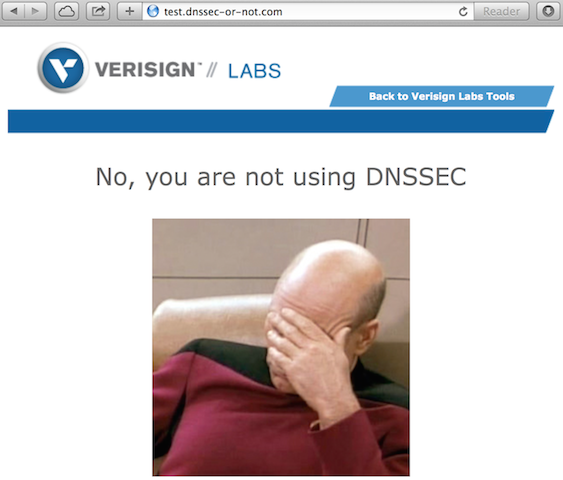 test.dnssec-or-not.com
Reader
VERISIGN™ // LABS
Back to Verisign Labs Tools
No, you are not using DNSSEC